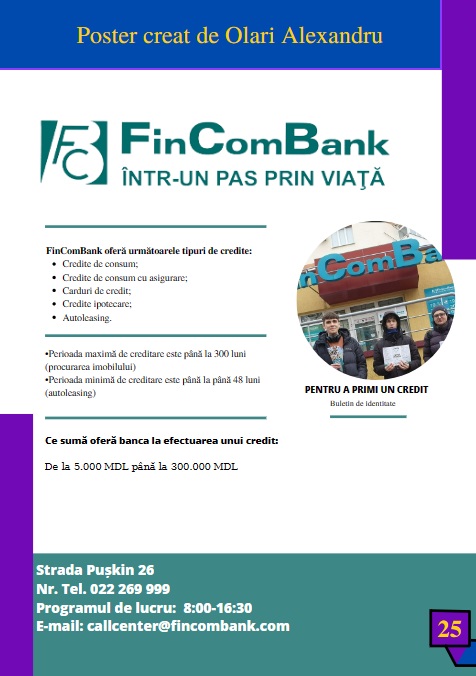 Poster creat de Olari Alexandru
FC
FinComBank
ÎNTR-UN PAS PRIN VIAŢĂ
FinComBank oferă următoarele tipuri de credite:
• Credite de consum;
• Credite de consum cu asigurare;
• Carduri de credit;
• Credite ipotecare;
• Autoleasing.
•Perioada maximă de creditare este până la 300 luni
(procurarea imobilului)
•Perioada minimă de creditare este până la până 48 luni
(autoleasing)
Ce sumă oferă banca la efectuarea unui credit:
De la 5.000 MDL până la 300.000 MDL
nComBa
PENTRU A PRIMI UN CREDIT
Buletin de identitate
Strada Pușkin 26
Nr. Tel. 022 269 999
Programul de lucru: 8:00-16:30
E-mail: callcenter@fincombank.com
25